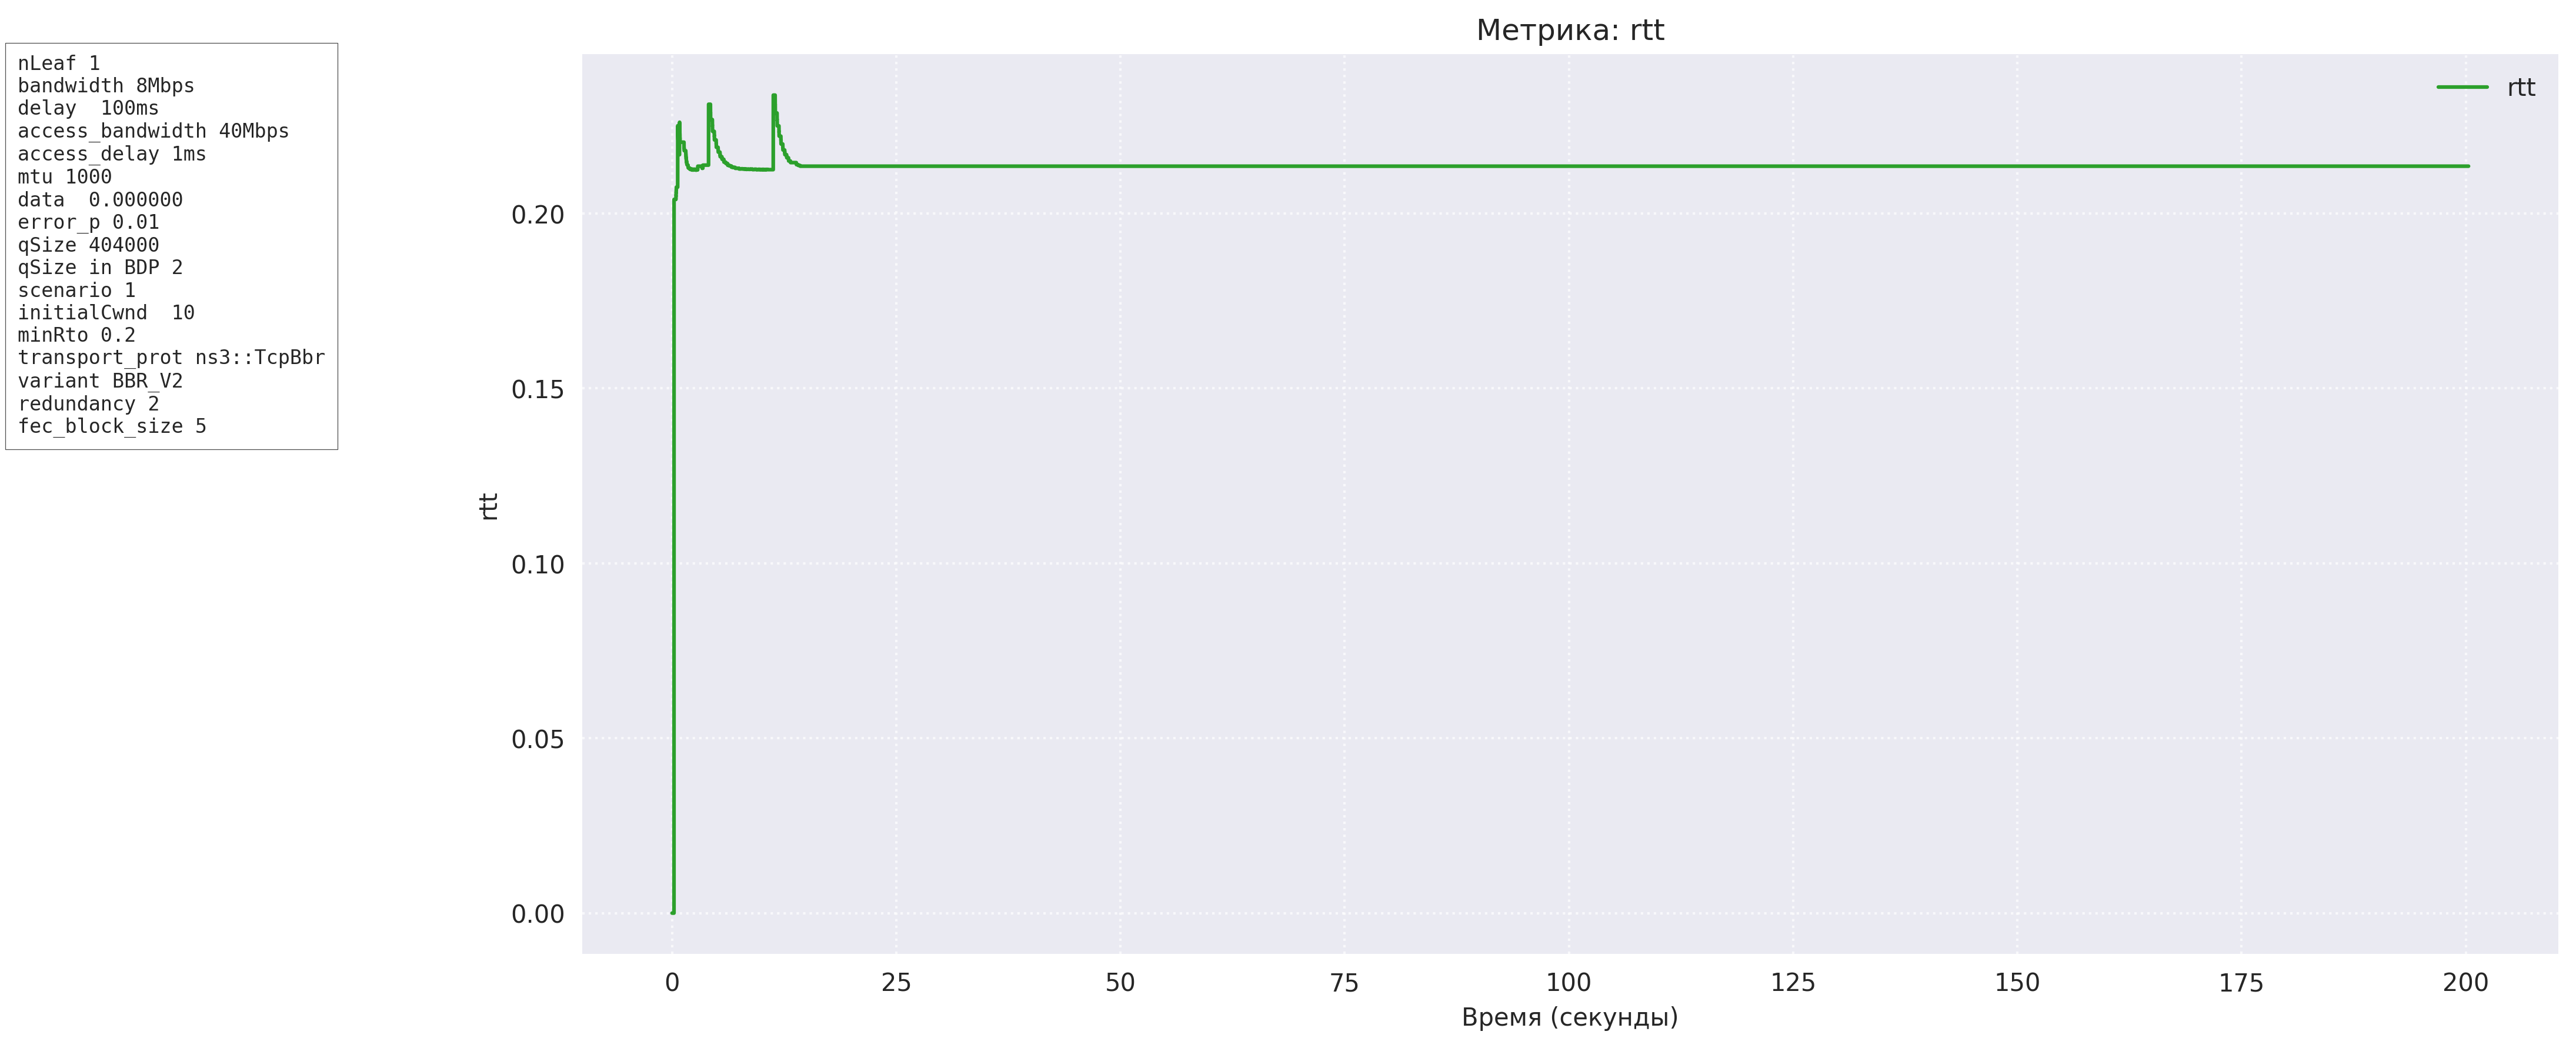 Метрика: rtt
nLeaf 1
bandwidth 8Mbps
delay  100ms
access_bandwidth 40Mbps
access_delay 1ms
mtu 1000
data  0.000000
error_p 0.01
qSize 404000
qSize in BDP 2
scenario 1
initialCwnd  10
minRto 0.2
transport_prot ns3::TcpBbr
variant BBR_V2
redundancy 2
fec_block_size 5
rtt
rtt
0.20
0.15
0.10
0.05
0.00
0 25 50 75 100 125 150 175 200
Время (секунды)